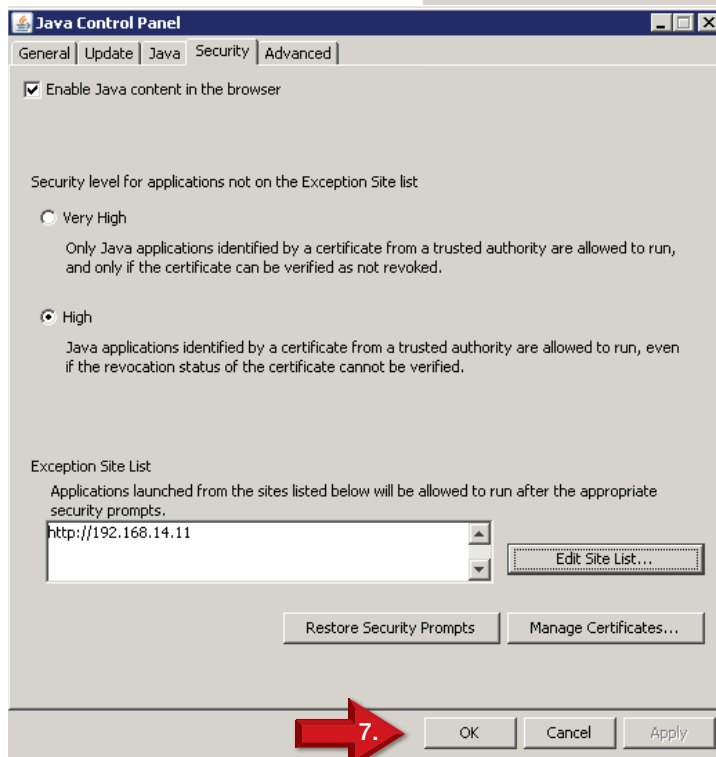 Java Control Panel
General Update Java Security Advanced
Enable Java content in the browser
Security level for applications not on the Exception Site list
Very High
Only Java applications identified by a certificate from a trusted authority are allowed to run,
and only if the certificate can be verified as not revoked.
High
Java applications identified by a certificate from a trusted authority are allowed to run, even
if the revocation status of the certificate cannot be verified.
Exception Site List
Applications launched from the sites listed below will be allowed to run after the appropriate
security prompts.
http://192.168.14.11
Edit Site List...
Restore Security Prompts Manage Certificates...
7. OK Cancel Apply